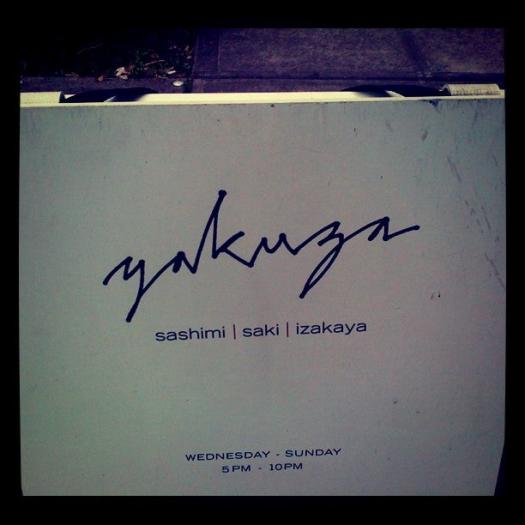 yakuza
sashimi | saki | izakaya
WEDNESDAY - SUNDAY
5PM - 10PM